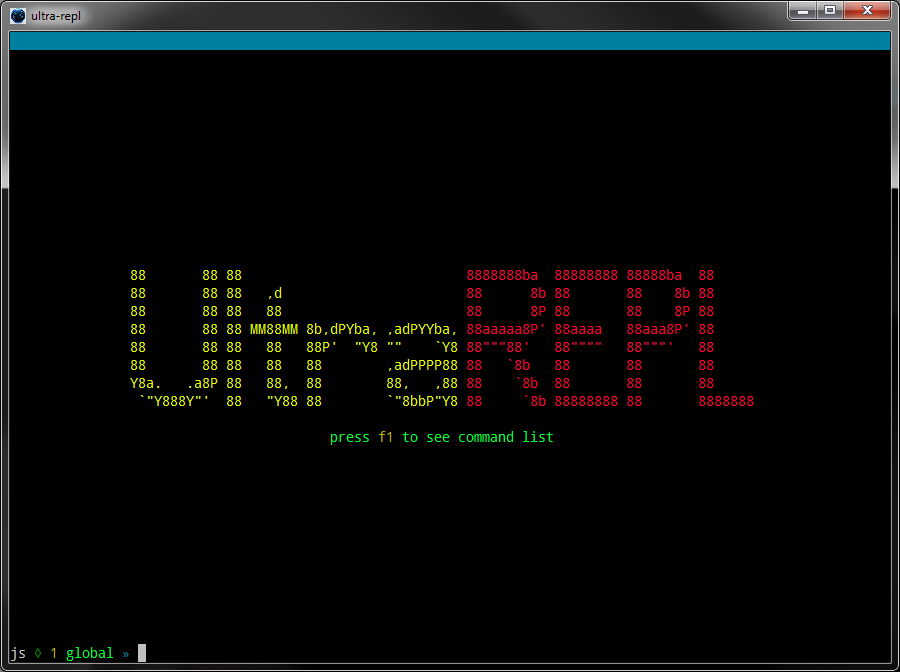 ultra-repl
88       88 88                            8888888ba  88888888 88888ba  88
88       88 88   ,d                       88      8b 88       88    8b 88
88       88 88   88                       88      8P 88       88    8P 88
88       88 88 MM88MM 8b,dPYba, ,adPYYba, 88aaaaa8P' 88aaaa   88aaa8P' 88
88       88 88   88   88P'  "Y8 ""    `Y8 88"""88'   88""""   88"""'   88
88       88 88   88   88        ,adPPPP88 88   `8b   88       88       88
Y8a.   .a8P 88   88,  88        88,   ,88 88    `8b  88       88       88
 `"Y888Y"'  88   "Y88 88        `"8bbP"Y8 88     `8b 88888888 88       8888888
press f1 to see command list
js ◊ 1 global »